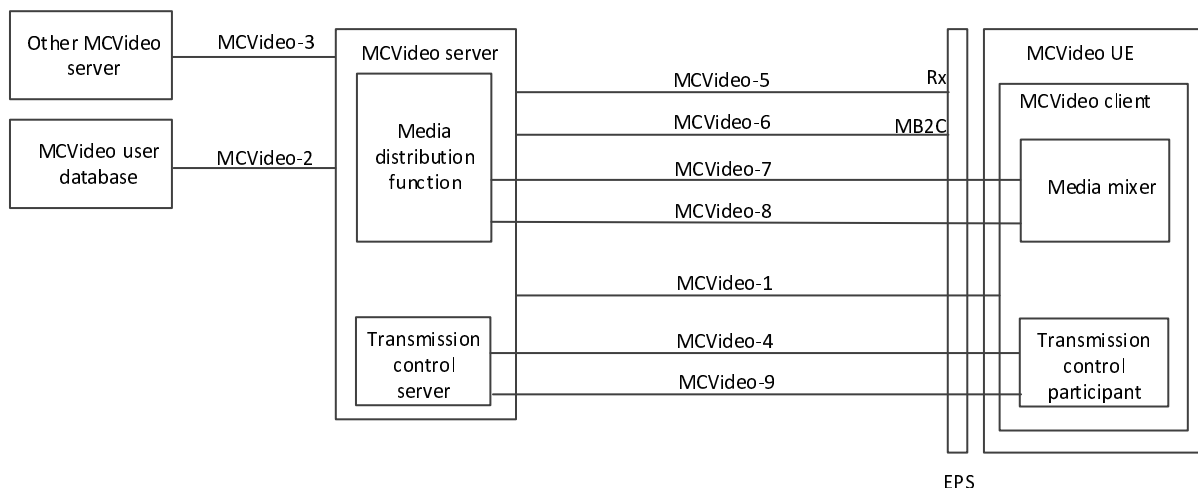 Other MCVideo
server
MCVideo-3
MCVideo user
database
MCVideo-2
MCVideo server
Media
distribution
function
Transmission
control
server
MCVideo-5
Rx
MCVideo-6
MB2C
MCVideo-7
MCVideo-8
MCVideo-1
MCVideo-4
MCVideo-9
EPS
MCVideo UE
MCVideo client
Media mixer
Transmission
control
participant